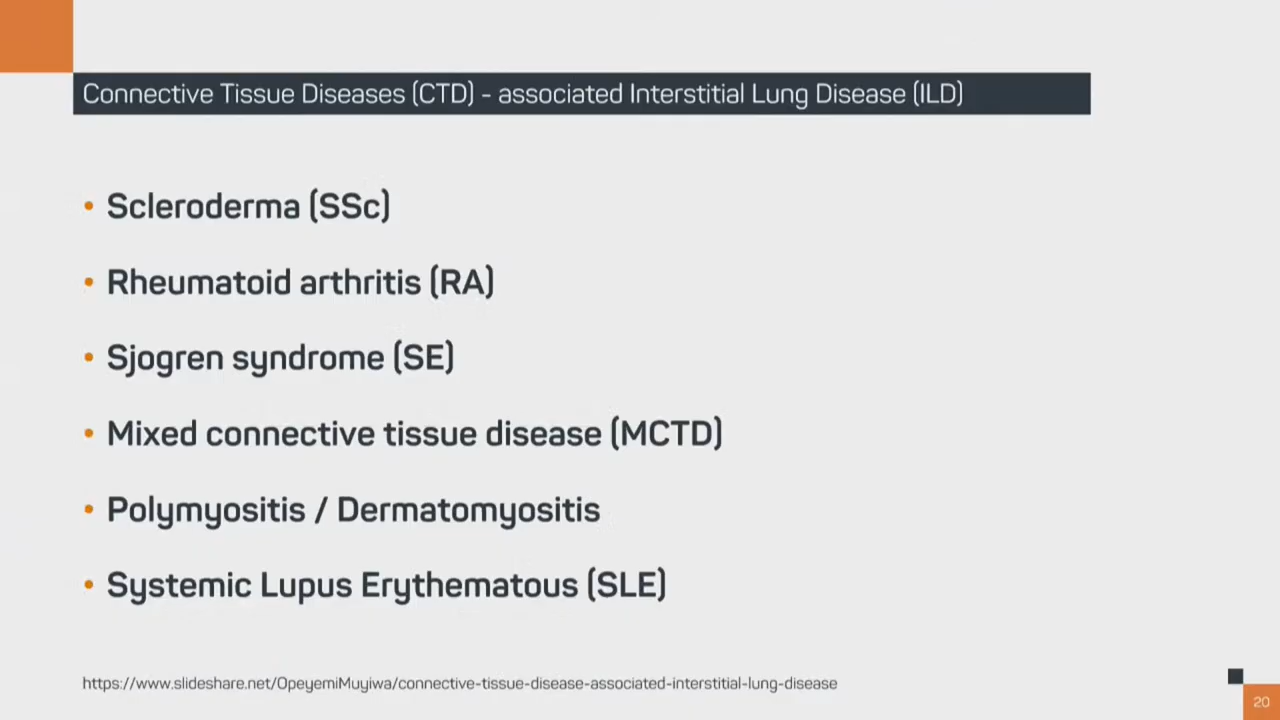 Connective Tissue Diseases (CTD) - associated Interstitial Lung Disease (ILD)
• Scleroderma (SSc)
• Rheumatoid arthritis (RA)
• Sjogren syndrome (SE)
• Mixed connective tissue disease (MCTD)
• Polymyositis / Dermatomyositis
• Systemic Lupus Erythematous (SLE)
https://www.slideshare.net/OpeyemiMuyiwa/connective-tissue-disease-associated-interstitial-lung-disease
20